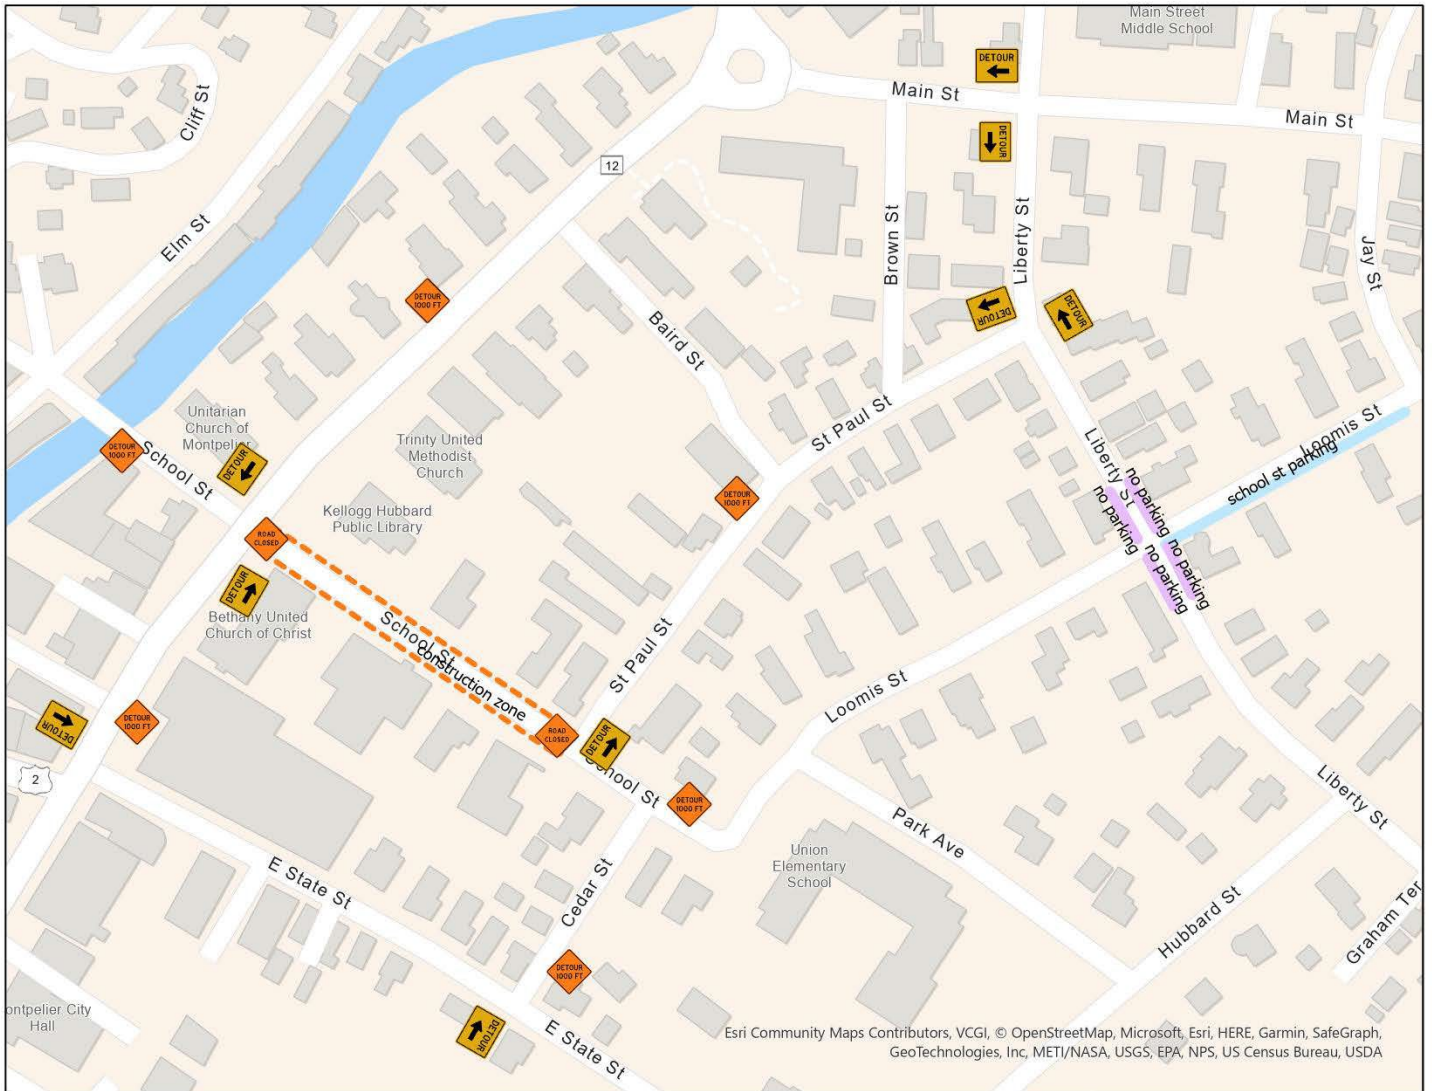 Main Street
Middle School
DETOUR
Main St
Main St
Cliff St
DETOUR
12
Elm St
Brown St
Liberty St
Jay St
DETOUR
1000 FT
DETOUR
DETOUR
Baird St
Unitarian
Church of
Montpelier
Trinity United
Methodist
Church
St Paul St
Loomis St
school st parking
Liberty St
DETOUR
1000 FT
School St
DETOUR
no parking
no parking
no parking
no parking
DETOUR
1000 FT
Kellogg Hubbard
Public Library
ROAD
CLOSED
DETOUR
Bethany United
Church of Christ
School St
construction zone
St Paul St
Loomis St
DETOUR
DETOUR
1000 FT
ROAD
CLOSED
DETOUR
School St
2
DETOUR
1000 FT
Park Ave
Liberty St
Union
Elementary
School
E State St
Cedar St
Hubbard St
Graham Ter
DETOUR
1000 FT
ontpelier City
Hall
DETOUR
E State St
Esri Community Maps Contributors, VCGI, © OpenStreetMap, Microsoft, Esri, HERE, Garmin, SafeGraph,
GeoTechnologies, Inc, METI/NASA, USGS, EPA, NPS, US Census Bureau, USDA